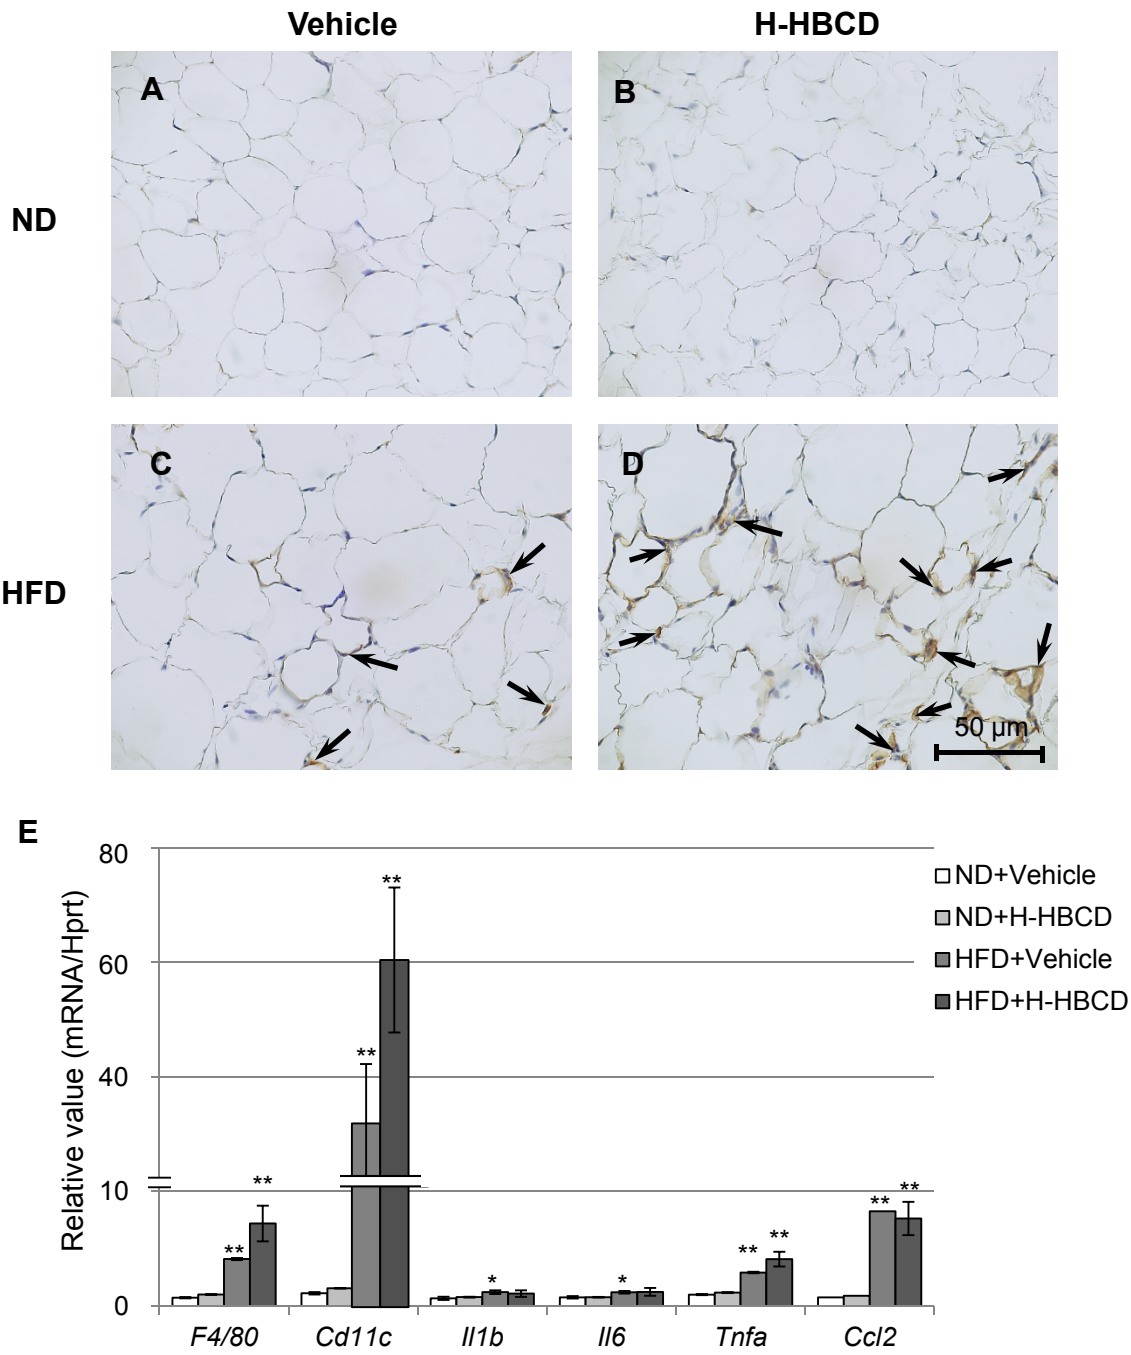 Vehicle H-HBCD
A B
ND
C D
HFD
50 µm
E
80
60
40
10
0
Relative value (mRNA/Hprt)
** ** ** ** * * ** ** ** **
ND+Vehicle
ND+H-HBCD
HFD+Vehicle
HFD+H-HBCD
F4/80 Cd11c Il1b Il6 Tnfa Ccl2